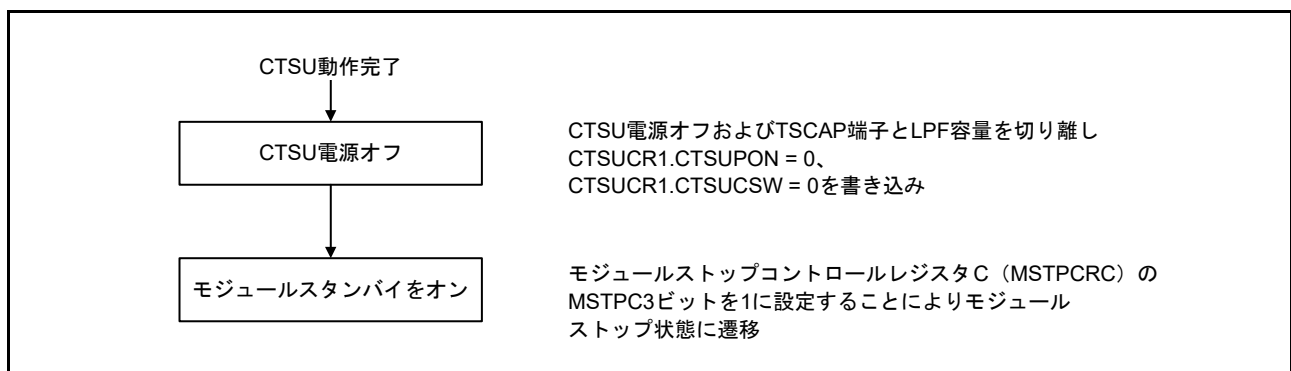 CTSU動作完了
CTSU電源オフ
CTSU電源オフおよびTSCAP端子とLPF容量を切り離し
CTSUCR1.CTSUPON = 0、
CTSUCR1.CTSUCSW = 0を書き込み
モジュールスタンバイをオン
モジュールストップコントロールレジスタC（MSTPCRC）の
MSTPC3ビットを1に設定することによりモジュール
ストップ状態に遷移